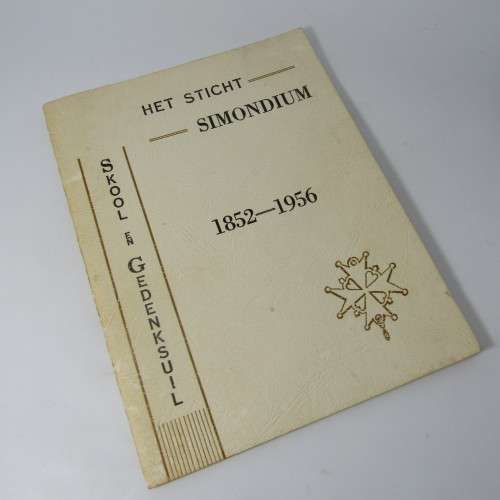 HET STICHT
SIMONDIUM
1852—1956
SKOOL EN GEDENKSUIL